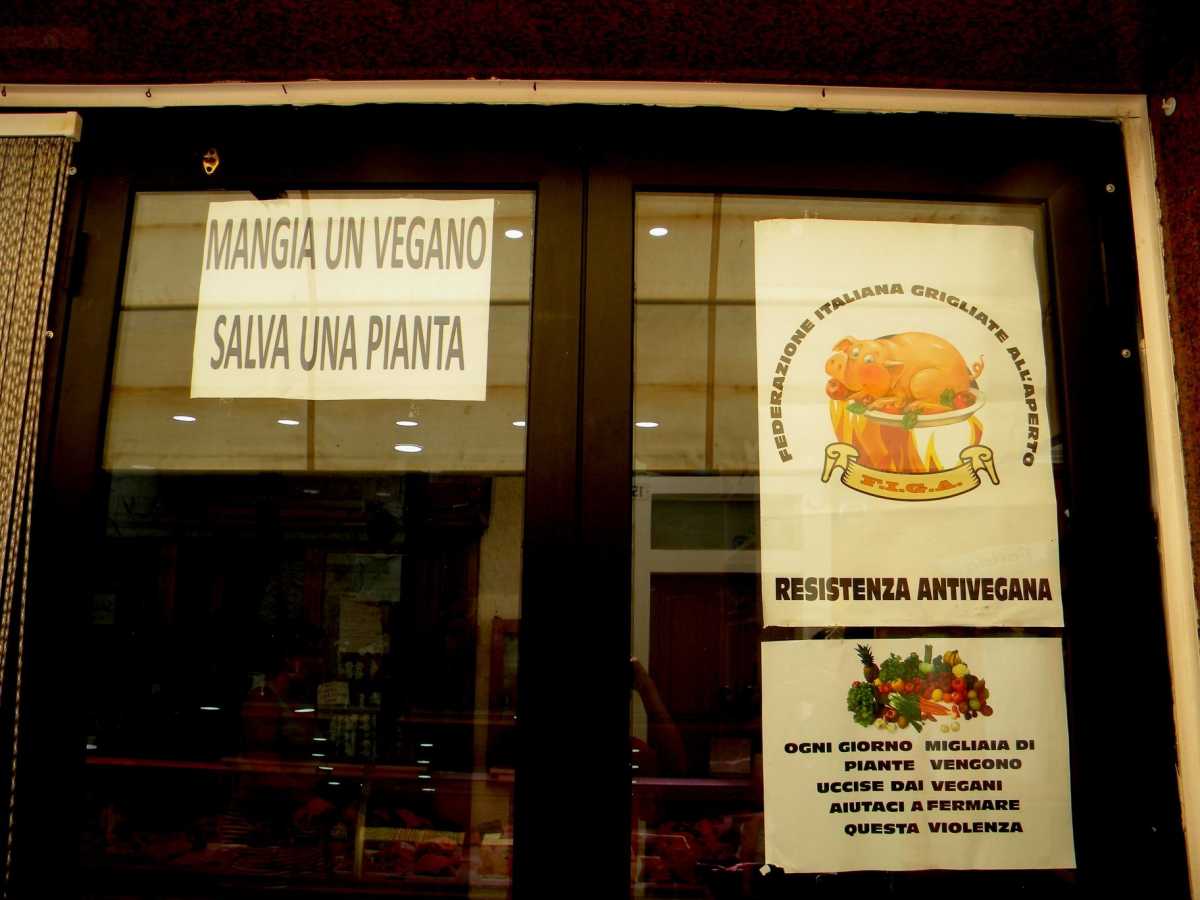 MANGIA UN VEGANO
SALVA UNA PIANTA
FEDERAZIONE ITALIANA GRIGLIATE ALL'APERTO
F.I.G.A.
RESISTENZA ANTIVEGANA
OGNI GIORNO MIGLIAIA DI
PIANTE VENGONO
UCCISE DAI VEGANI
AIUTACI A FERMARE
QUESTA VIOLENZA